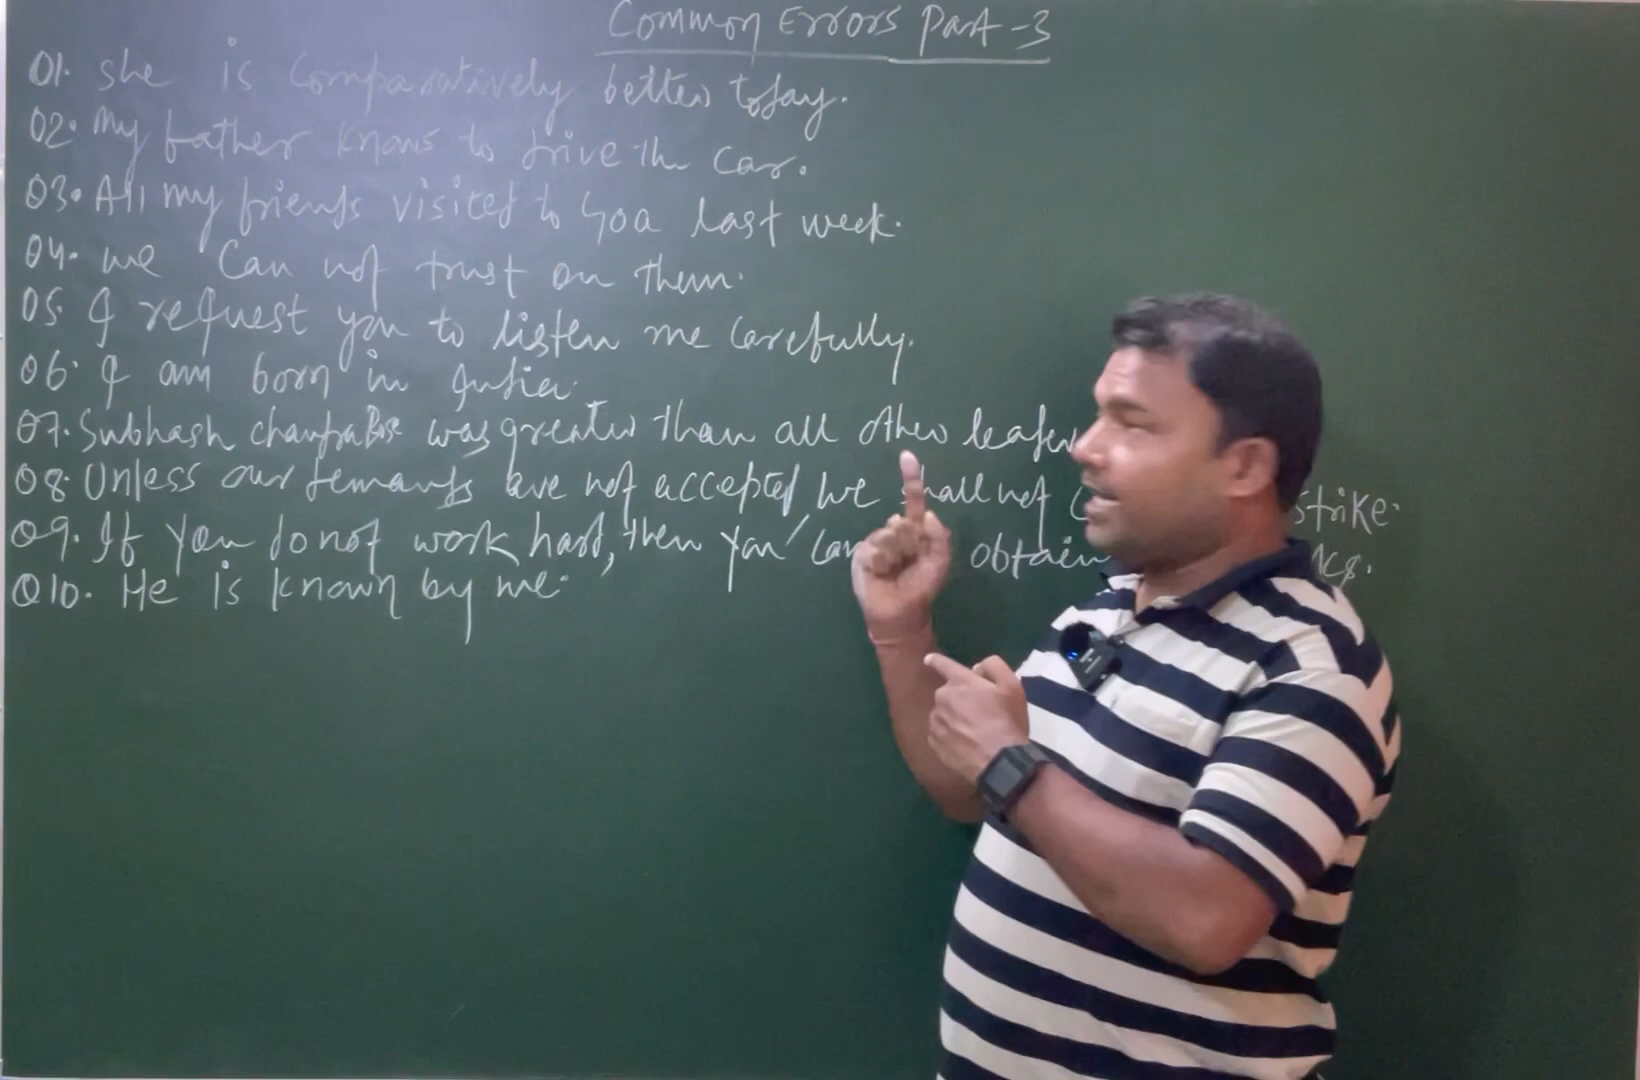 Common Errors Part-3
01. she is comparatively better today.
02. My father knows to drive the car.
03. All my friends visited to Goa last week.
04. we Can not trust on them.
05. I request you to listen me carefully.
06. I am born in India.
07. Subhash chandra Bose was greater than all other leaders
08. Unless our demands are not accepted, we shall not strike.
09. If you do not work hard, then you obtain
010. He is known by me.